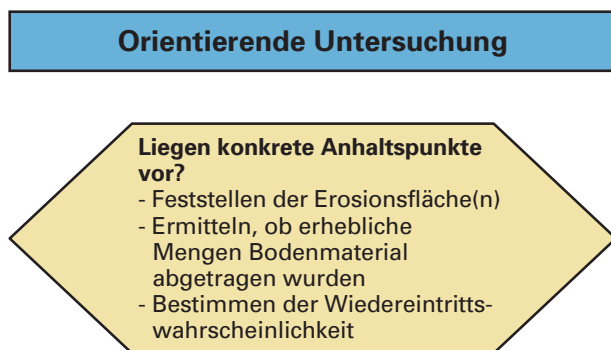 Orientierende Untersuchung
Liegen konkrete Anhaltspunkte
vor?
- Feststellen der Erosionsfläche(n)
- Ermitteln, ob erhebliche
Mengen Bodenmaterial
abgetragen wurden
- Bestimmen der Wiedereintritts-
wahrscheinlichkeit